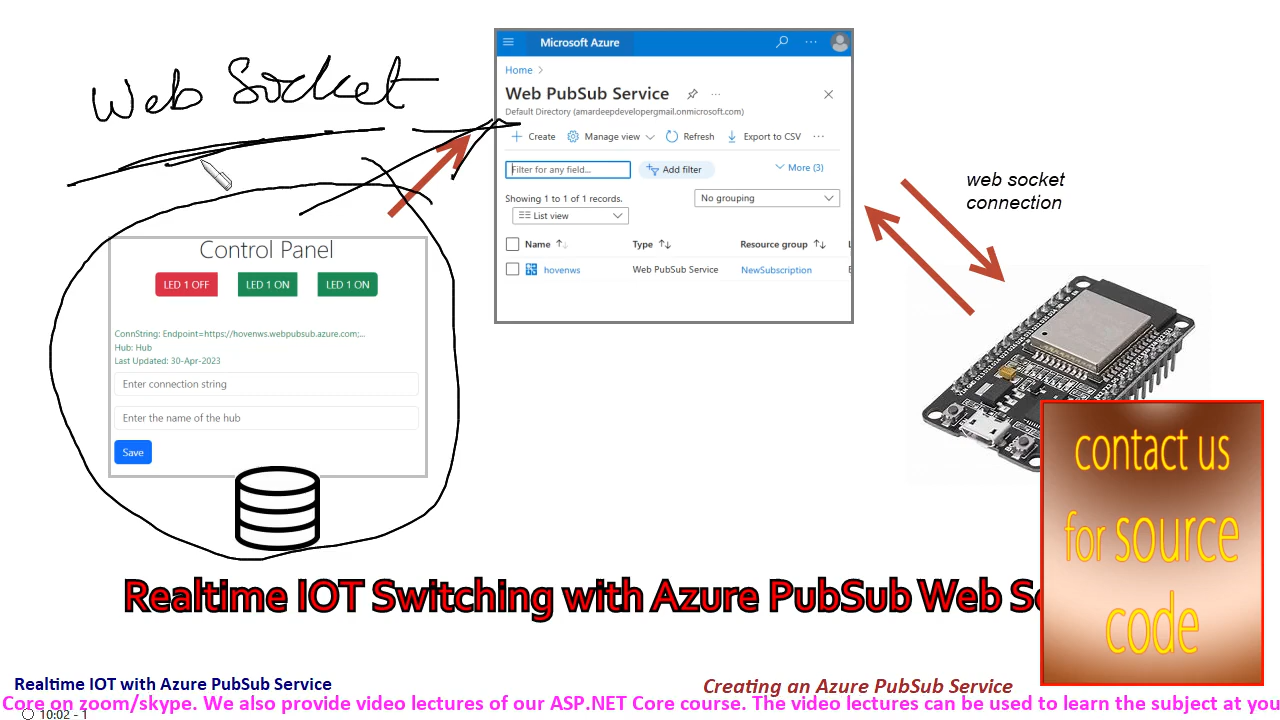 Web Socket
Microsoft Azure
Home
Web PubSub Service
Default Directory (amardeepdevelopergmail.onmicrosoft.com)
Create Manage view Refresh Export to CSV
Filter for any field... Add filter More (3)
Showing 1 to 1 of 1 records. No grouping
List view
Name Type Resource group
hovenws Web PubSub Service NewSubscription
web socket
connection
Control Panel
LED 1 OFF LED 1 ON LED 1 ON
ConnString: Endpoint=https://hovenws.webpubsub.azure.com;...
Hub: Hub
Last Updated: 30-Apr-2023
Enter connection string
Enter the name of the hub
Save
contact us
for source
code
Realtime IOT Switching with Azure PubSub Web
Realtime IOT with Azure PubSub Service
Creating an Azure PubSub Service
Core on zoom/skype. We also provide video lectures of our ASP.NET Core course. The video lectures can be used to learn the subject at you
10:02 - 1